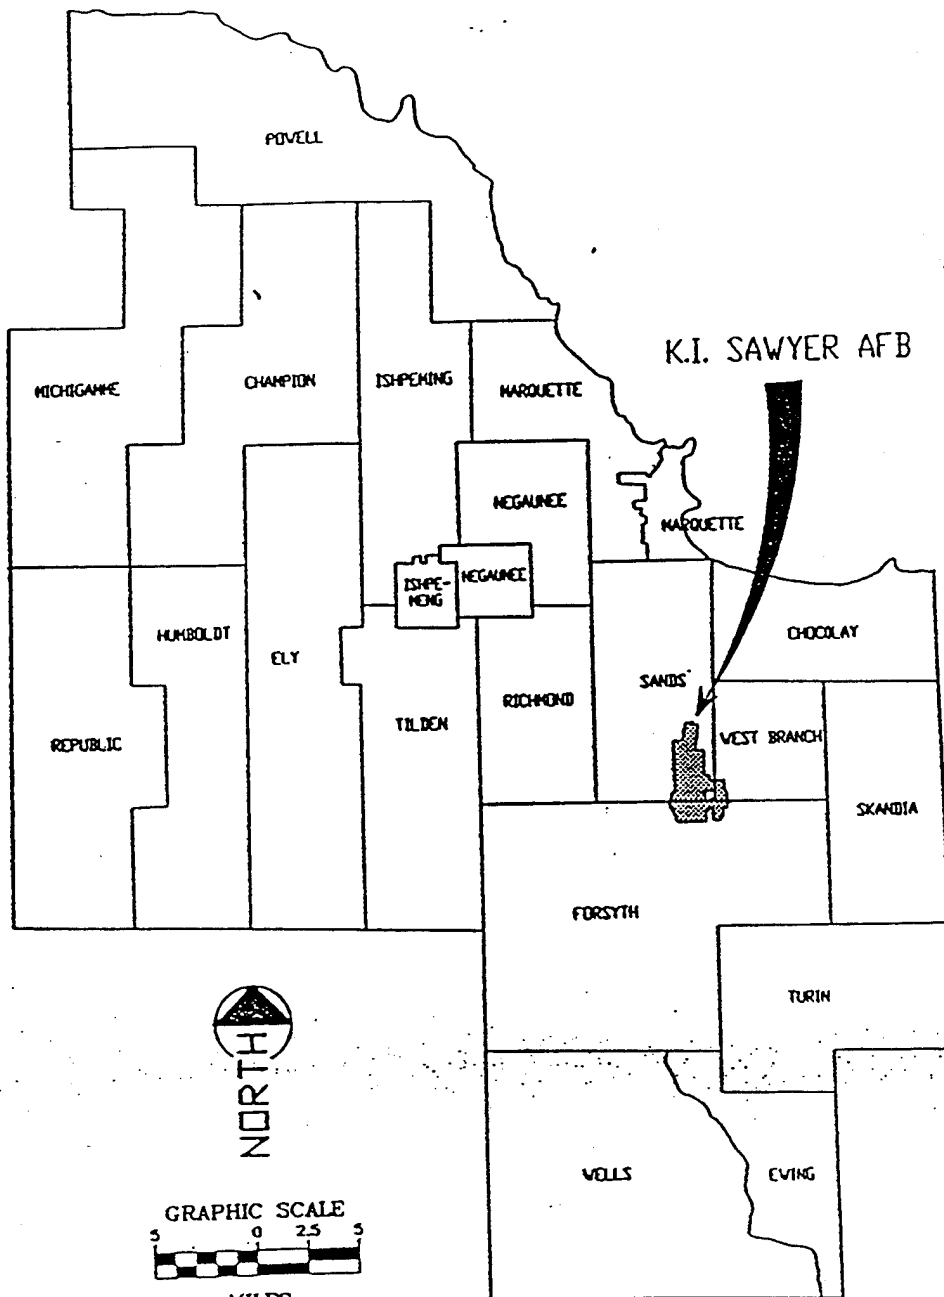 POWELL
K.I. SAWYER AFB
MICHIGAMME
CHAMPION
ISHPEMING
MARQUETTE
NEGAUNEE
MARQUETTE
ISHPE-
MING
NEGAUNEE
HUMBOLDT
ELY
CHOCOLAY
SANDS
RICHMOND
TILDEN
REPUBLIC
WEST BRANCH
SKANDIA
FORSYTH
TURIN
NORTH
WELLS
EWING
GRAPHIC SCALE
5 0 2.5 5
MILES